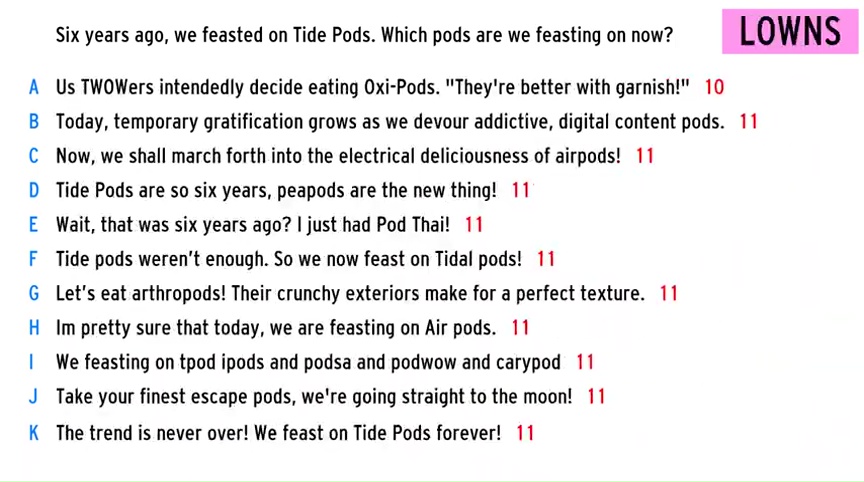 Six years ago, we feasted on Tide Pods. Which pods are we feasting on now?
LOWNS
A Us TWOWers intendedly decide eating Oxi-Pods. "They're better with garnish!" 10
B Today, temporary gratification grows as we devour addictive, digital content pods. 11
C Now, we shall march forth into the electrical deliciousness of airpods! 11
D Tide Pods are so six years, peapods are the new thing! 11
E Wait, that was six years ago? I just had Pod Thai! 11
F Tide pods weren’t enough. So we now feast on Tidal pods! 11
G Let’s eat arthropods! Their crunchy exteriors make for a perfect texture. 11
H Im pretty sure that today, we are feasting on Air pods. 11
I We feasting on tpod ipods and podsa and podwow and carypod 11
J Take your finest escape pods, we're going straight to the moon! 11
K The trend is never over! We feast on Tide Pods forever! 11